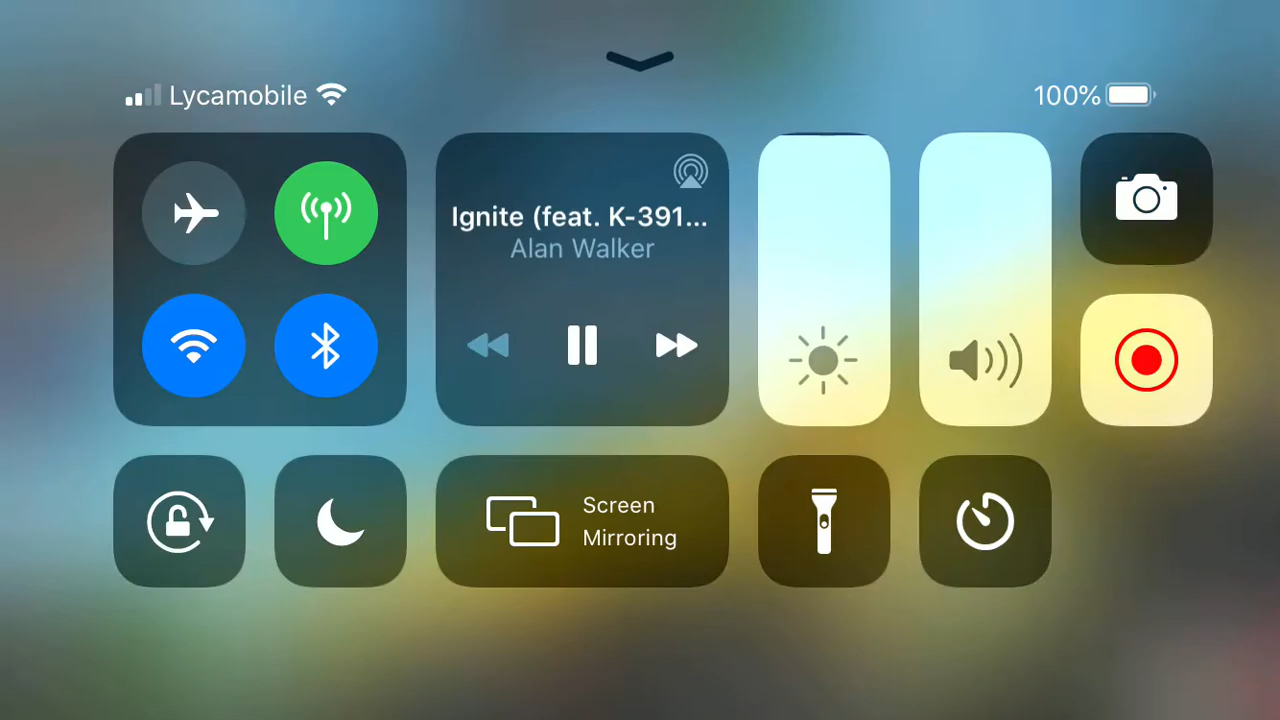 Lycamobile
100%
Ignite (feat. K-391...
Alan Walker
Screen
Mirroring